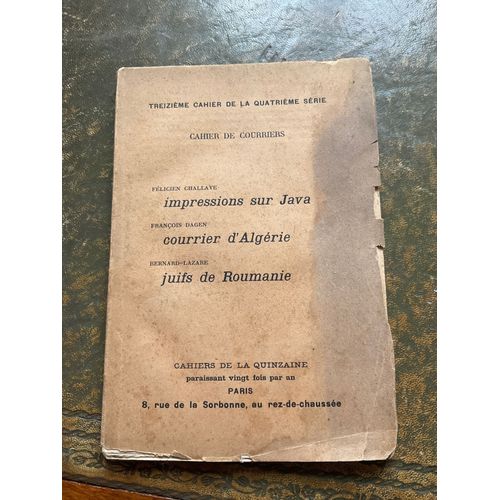 TREIZIÈME CAHIER DE LA QUATRIÈME SÉRIE
CAHIER DE COURRIERS
FÉLICIEN CHALLAYE
impressions sur Java
FRANÇOIS DAGEN
courrier d'Algérie
BERNARD-LAZARE
juifs de Roumanie
CAHIERS DE LA QUINZAINE
paraissant vingt fois par an
PARIS
8, rue de la Sorbonne, au rez-de-chaussée